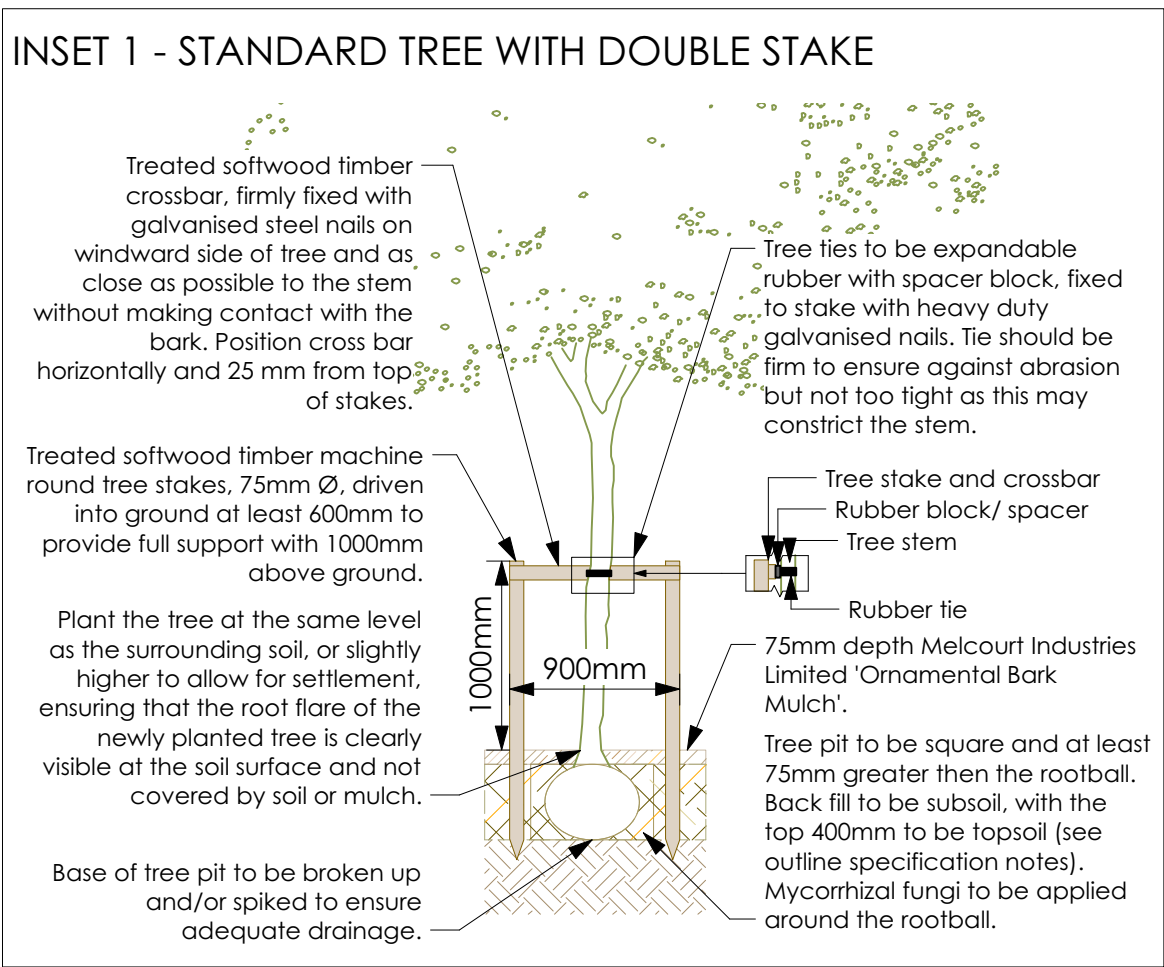 INSET 1 - STANDARD TREE WITH DOUBLE STAKE
Treated softwood timber
crossbar, firmly fixed with
galvanised steel nails on
windward side of tree and as
close as possible to the stem
without making contact with the
bark. Position cross bar
horizontally and 25 mm from top
of stakes.
Treated softwood timber machine
round tree stakes, 75mm Ø, driven
into ground at least 600mm to
provide full support with 1000mm
above ground.
Plant the tree at the same level
as the surrounding soil, or slightly
higher to allow for settlement,
ensuring that the root flare of the
newly planted tree is clearly
visible at the soil surface and not
covered by soil or mulch.
Base of tree pit to be broken up
and/or spiked to ensure
adequate drainage.
1000mm
900mm
Tree ties to be expandable
rubber with spacer block, fixed
to stake with heavy duty
galvanised nails. Tie should be
firm to ensure against abrasion
but not too tight as this may
constrict the stem.
Tree stake and crossbar
Rubber block/ spacer
Tree stem
Rubber tie
75mm depth Melcourt Industries
Limited 'Ornamental Bark
Mulch'.
Tree pit to be square and at least
75mm greater then the rootball.
Back fill to be subsoil, with the
top 400mm to be topsoil (see
outline specification notes).
Mycorrhizal fungi to be applied
around the rootball.